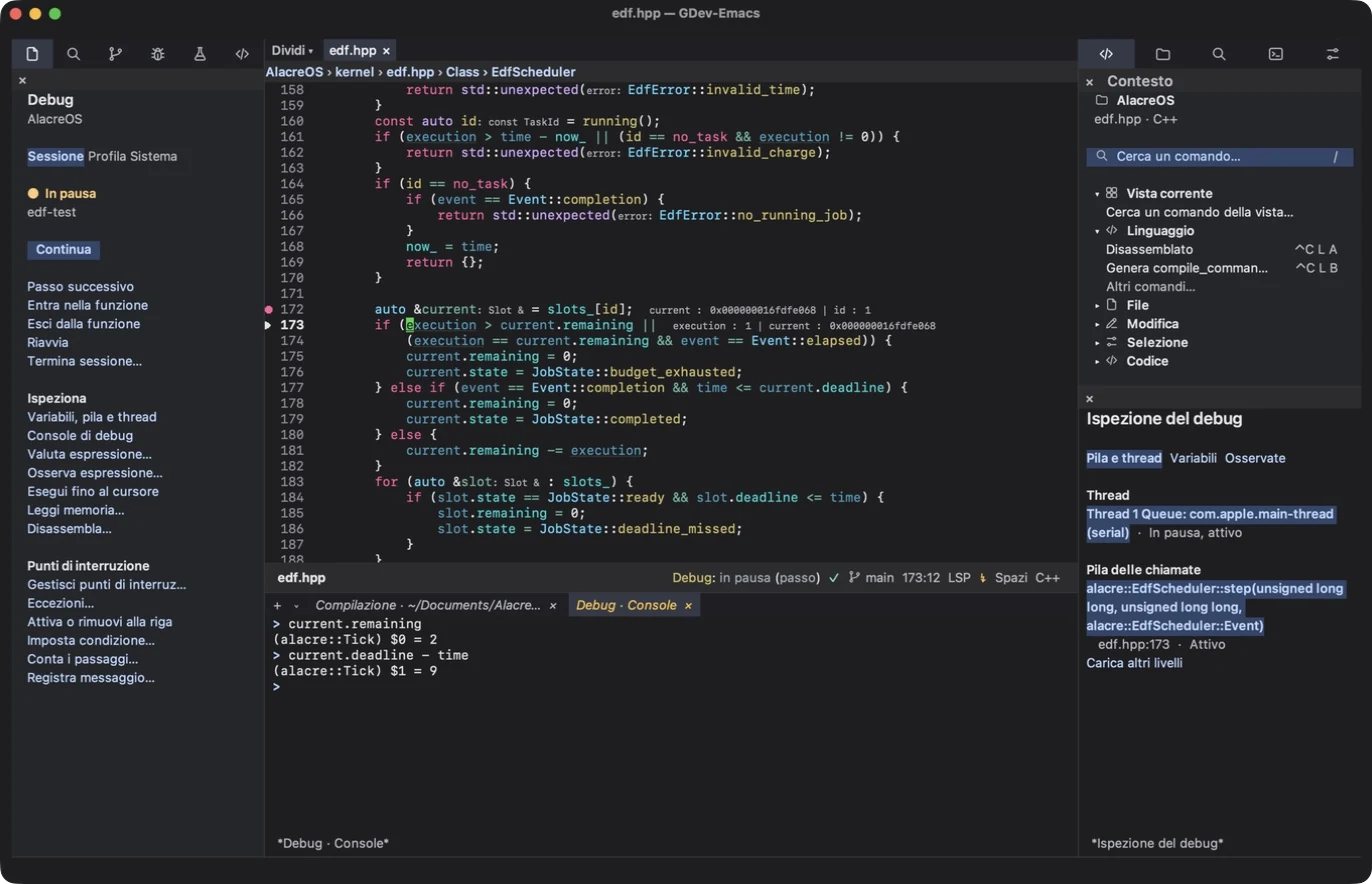 edf.hpp — GDev-Emacs
Debug
AlacreOS
Sessione Profila Sistema
In pausa
edf-test
Continua
Passo successivo
Entra nella funzione
Esci dalla funzione
Riavvia
Termina sessione...
Ispeziona
Variabili, pila e thread
Console di debug
Valuta espressione...
Osserva espressione...
Esegui fino al cursore
Leggi memoria...
Disassembla...
Punti di interruzione
Gestisci punti di interruz...
Eccezioni...
Attiva o rimuovi alla riga
Imposta condizione...
Conta i passaggi...
Registra messaggio...
Dividi ▾ edf.hpp ×
AlacreOS › kernel › edf.hpp › Class › EdfScheduler
158             return std::unexpected(error: EdfError::invalid_time);
159         }
160         const auto id: const TaskId = running();
161         if (execution > time - now_ || (id == no_task && execution != 0)) {
162             return std::unexpected(error: EdfError::invalid_charge);
163         }
164         if (id == no_task) {
165             if (event == Event::completion) {
166                 return std::unexpected(error: EdfError::no_running_job);
167             }
168             now_ = time;
169             return {};
170         }
171
172         auto &current: Slot & = slots_[id];  current : 0x000000016fdfe068 | id : 1
173         if (execution > current.remaining ||  execution : 1 | current : 0x000000016fdfe068
174             (execution == current.remaining && event == Event::elapsed)) {
175             current.remaining = 0;
176             current.state = JobState::budget_exhausted;
177         } else if (event == Event::completion && time <= current.deadline) {
178             current.remaining = 0;
179             current.state = JobState::completed;
180         } else {
181             current.remaining -= execution;
182         }
183         for (auto &slot: Slot & : slots_) {
184             if (slot.state == JobState::ready && slot.deadline <= time) {
185                 slot.remaining = 0;
186                 slot.state = JobState::deadline_missed;
187             }
188         }
edf.hpp Debug: in pausa (passo) ✓ main 173:12 LSP Spazi C++
+ Compilazione · ~/Documents/Alacre... × Debug · Console ×
> current.remaining
(alacre::Tick) $0 = 2
> current.deadline - time
(alacre::Tick) $1 = 9
>
*Debug · Console*
× Contesto
AlacreOS
edf.hpp · C++
Cerca un comando... /
▾ Vista corrente
Cerca un comando della vista...
▾ Linguaggio
Disassemblato ^C L A
Genera compile_comman... ^C L B
Altri comandi...
▸ File
▸ Modifica
▸ Selezione
▸ Codice
×
Ispezione del debug
Pila e thread Variabili Osservate
Thread
Thread 1 Queue: com.apple.main-thread
(serial) · In pausa, attivo
Pila delle chiamate
alacre::EdfScheduler::step(unsigned long
long, unsigned long long,
alacre::EdfScheduler::Event)
edf.hpp:173 · Attivo
Carica altri livelli
*Ispezione del debug*